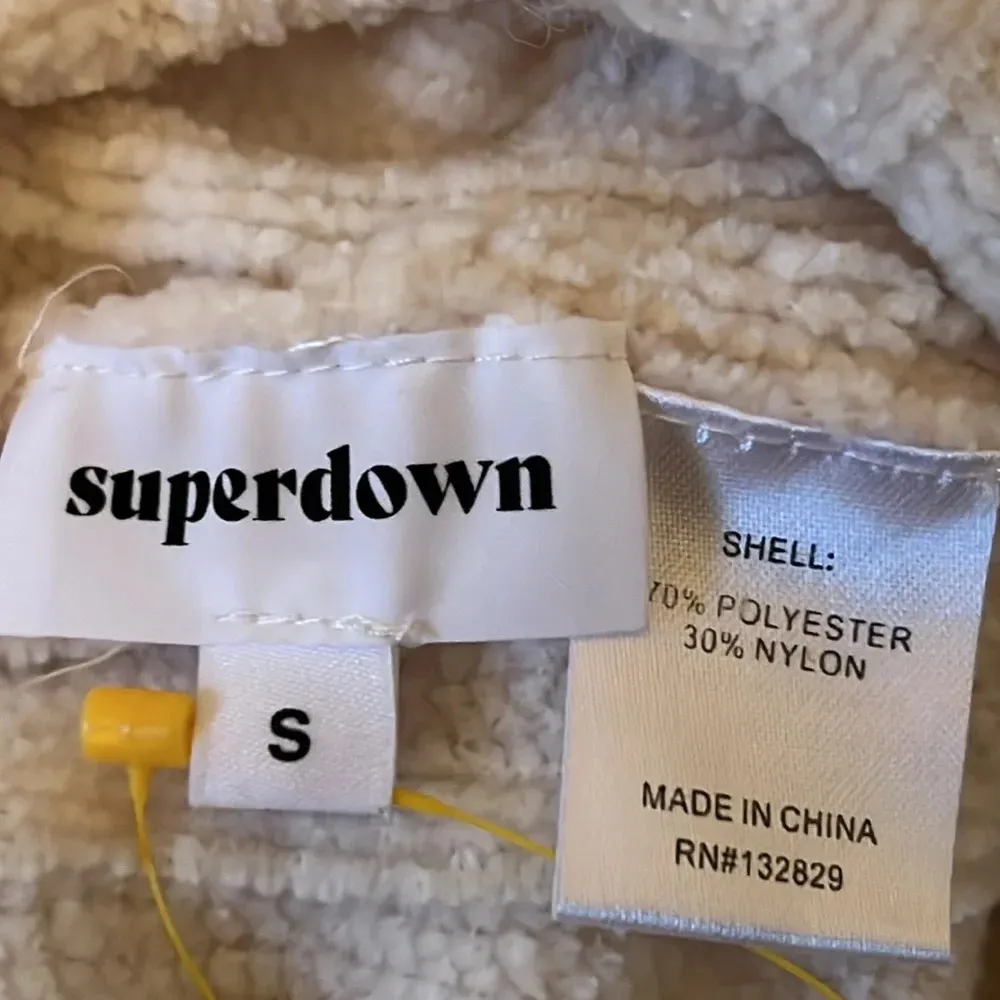 superdown
S
SHELL:
70% POLYESTER
30% NYLON
MADE IN CHINA
RN#132829